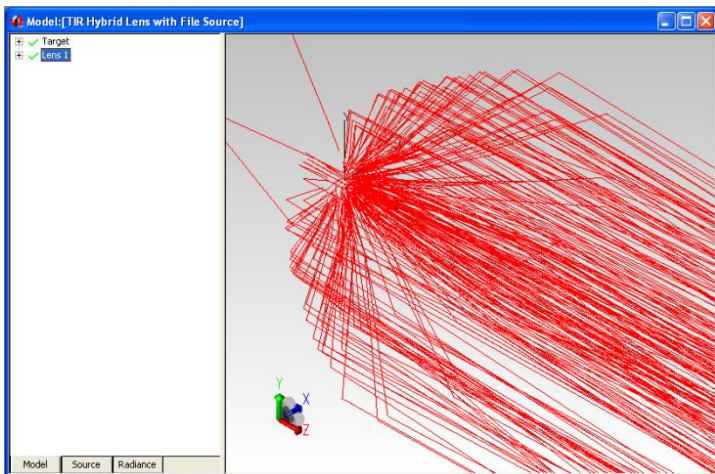 Model:[TIR Hybrid Lens with File Source]
Target
Lens 1
Y
Y
X
Z
Model
Source
Radiance